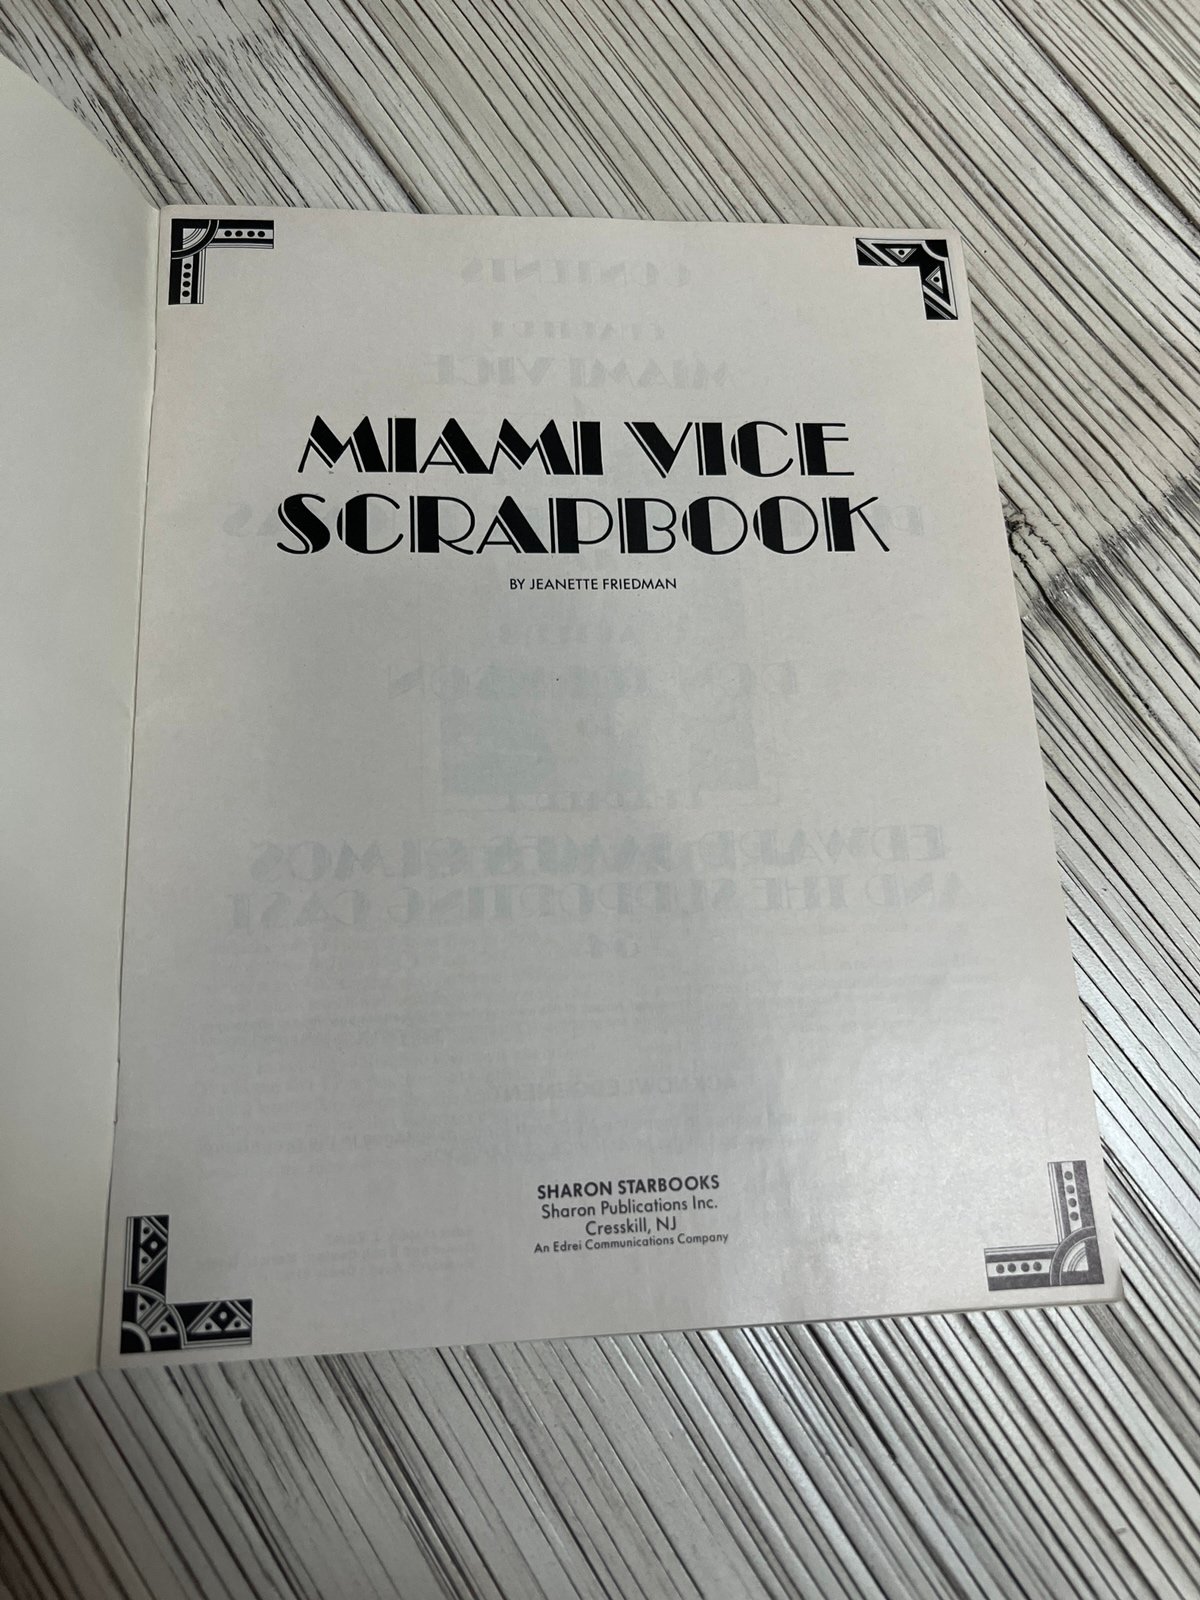 MIAMI VICE
SCRAPBOOK
BY JEANETTE FRIEDMAN
SHARON STARBOOKS
Sharon Publications Inc.
Cresskill, NJ
An Edrei Communications Company